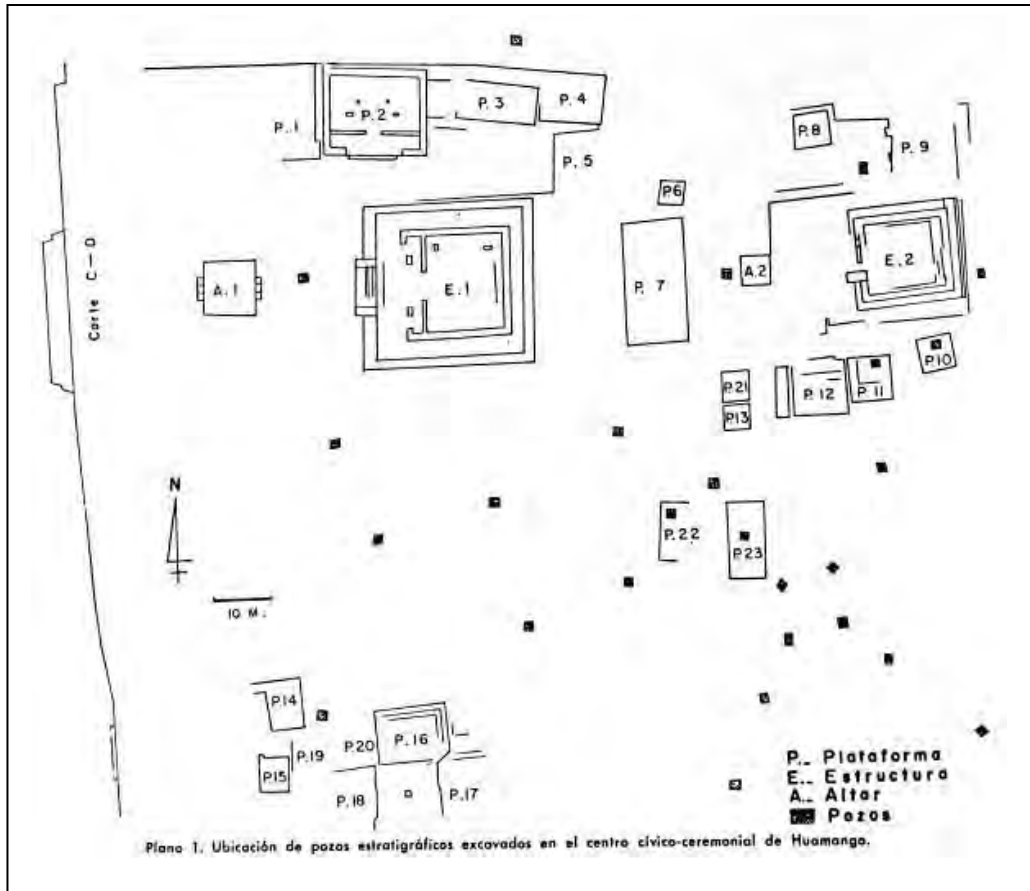 P. 1
P. 2
P. 3
P. 4
P. 5
P.6
P. 7
P. 8
P. 9
A. 1
E. 1
A.2
E. 2
Corte C-D
P.10
P. 11
P. 12
P.21
P.13
N
10 M.
P. 22
P.23
P.14
P.19
P.15
P.20
P. 16
P. 18
P. 17
P._ Plataforma
E._ Estructura
A._ Altar
Pozos
Plano 1. Ubicación de pozos estratigráficos excavados en el centro cívico-ceremonial de Huamango.